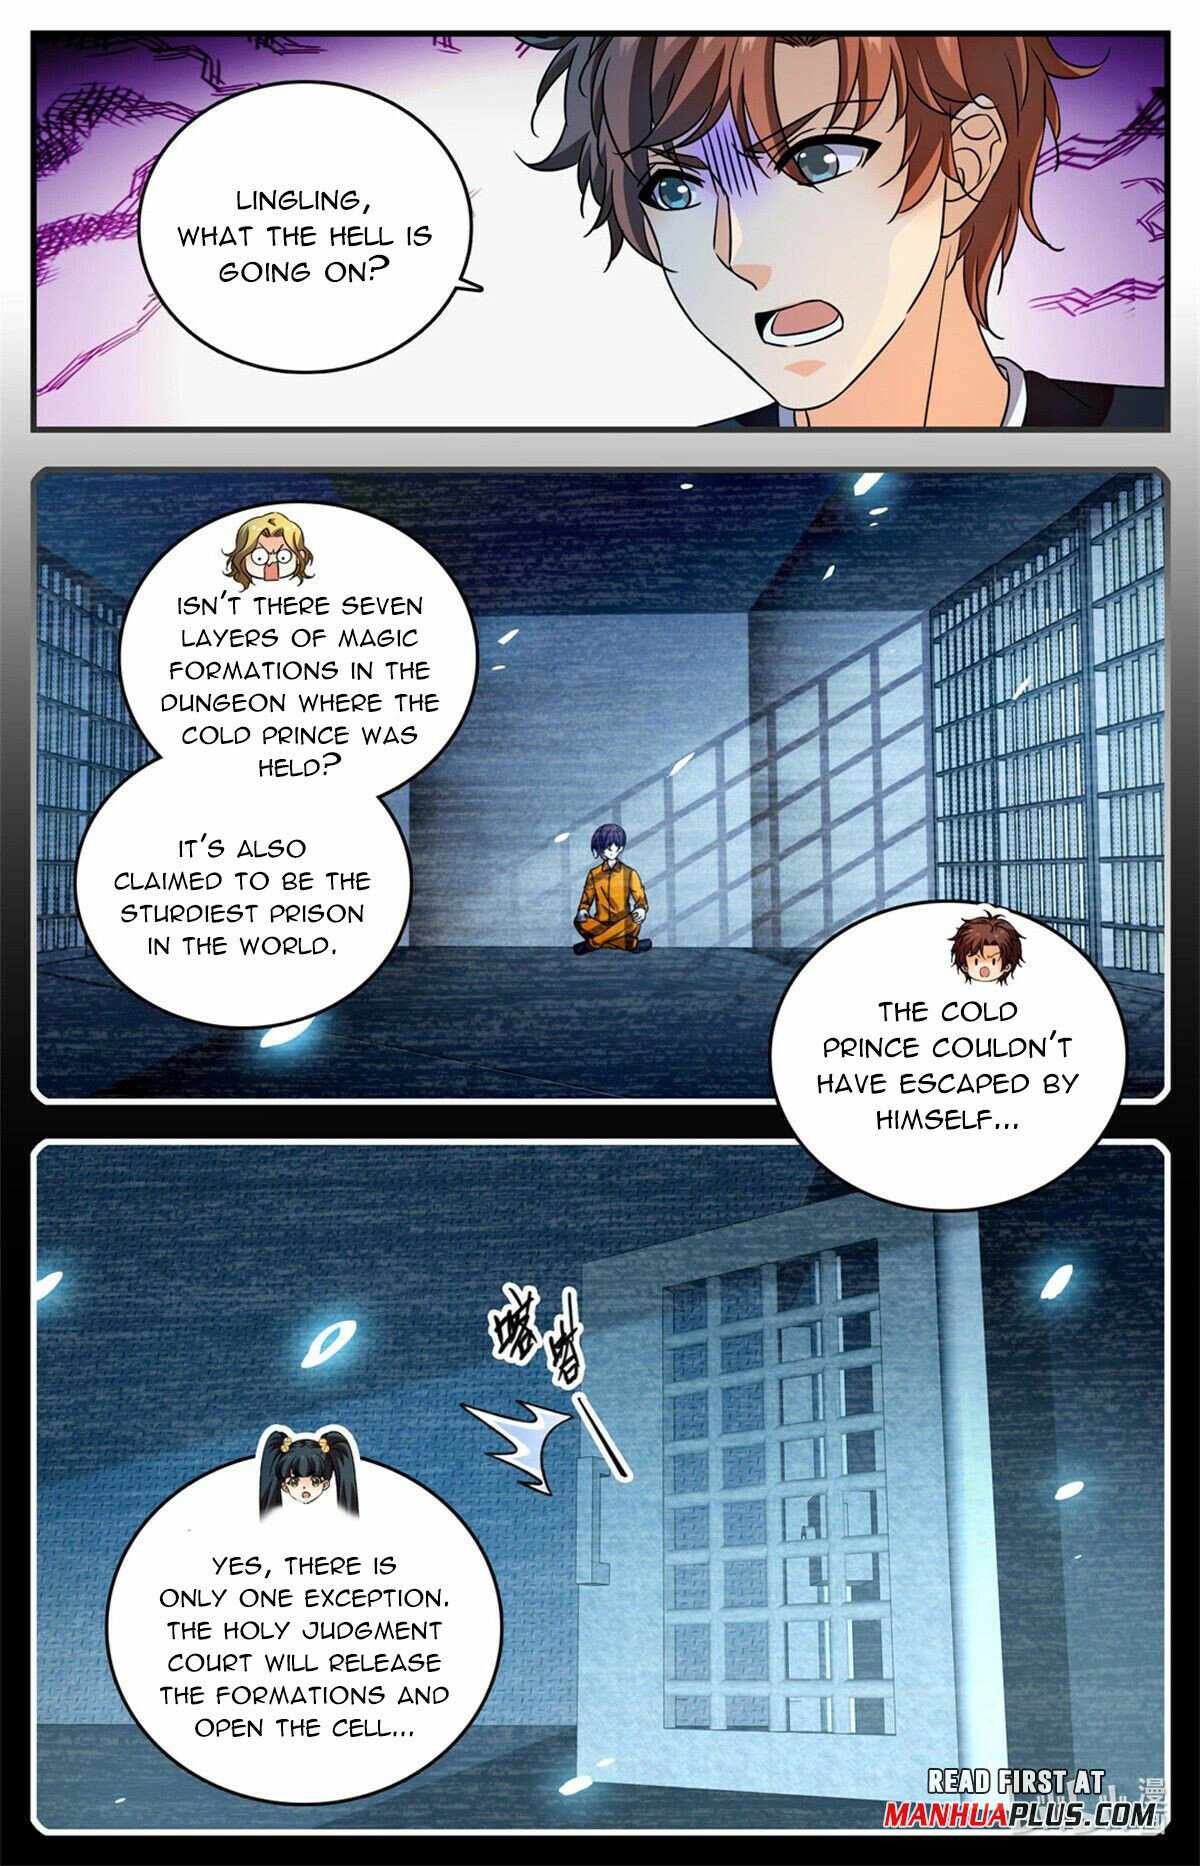 LINGLING,
WHAT THE HELL IS
GOING ON?
ISN'T THERE SEVEN
LAYERS OF MAGIC
FORMATIONS IN THE
DUNGEON WHERE THE
COLD PRINCE WAS
HELD?
IT'S ALSO
CLAIMED TO BE THE
STURDIEST PRISON
IN THE WORLD.
THE COLD
PRINCE COULDN'T
HAVE ESCAPED BY
HIMSELF...
YES, THERE IS
ONLY ONE EXCEPTION.
THE HOLY JUDGMENT
COURT WILL RELEASE
THE FORMATIONS AND
OPEN THE CELL...
READ FIRST AT
MANHUAPLUS.COM